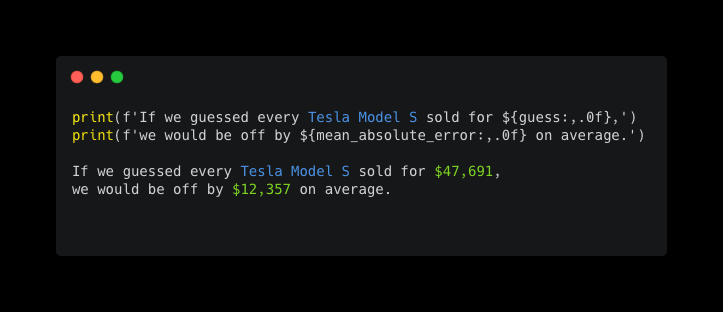 print(f'If we guessed every Tesla Model S sold for ${guess:,.0f},')
print(f'we would be off by ${mean_absolute_error:,.0f} on average.')
If we guessed every Tesla Model S sold for $47,691,
we would be off by $12,357 on average.